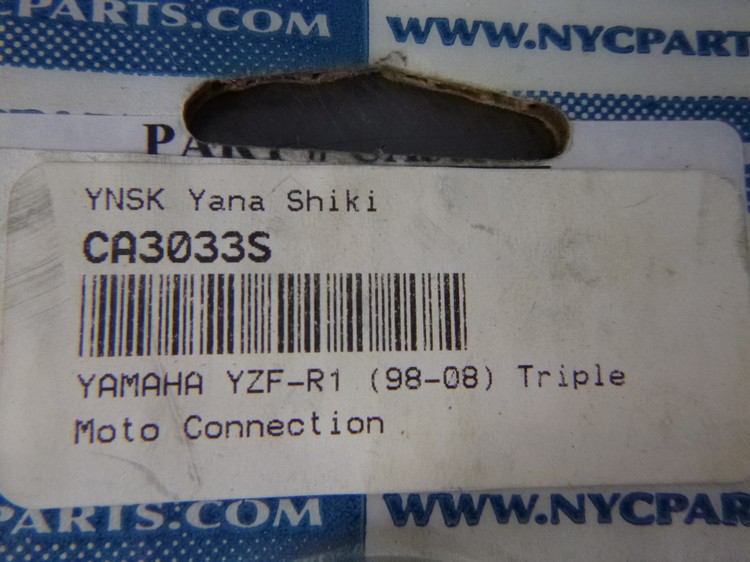 PARTS.COM WWW.NYCPART
PART #
YNSK Yana Shiki
CA3033S
YAMAHA YZF-R1 (98-08) Triple
Moto Connection
PARTS.COM WWW.NYCPAR